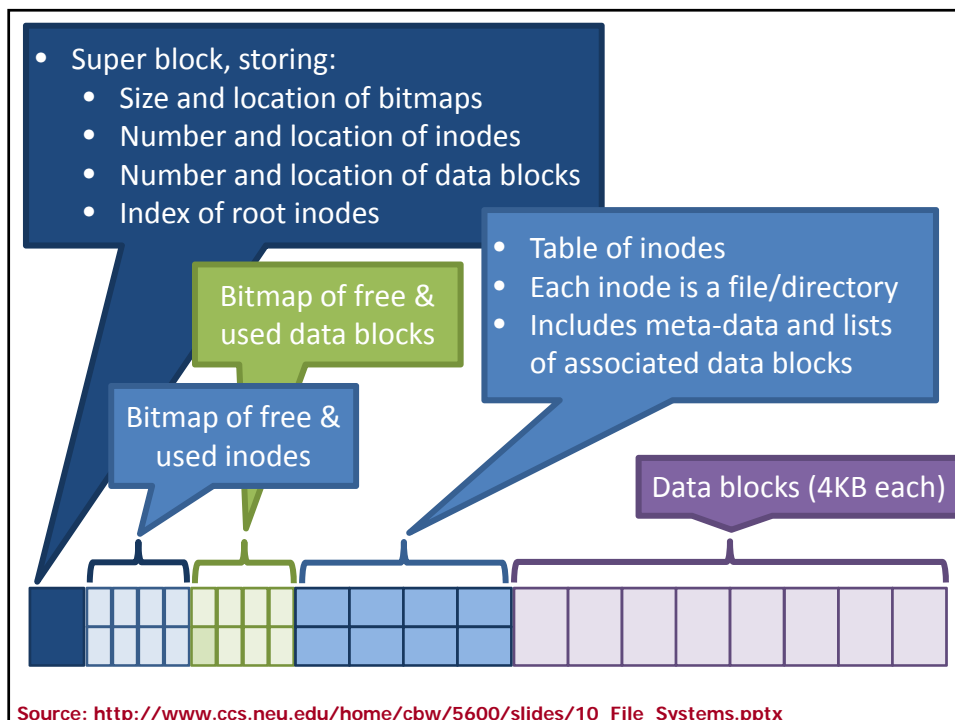 • Super block, storing:
• Size and location of bitmaps
• Number and location of inodes
• Number and location of data blocks
• Index of root inodes
• Table of inodes
• Each inode is a file/directory
• Includes meta-data and lists
of associated data blocks
Bitmap of free &
used data blocks
Bitmap of free &
used inodes
Data blocks (4KB each)
Source: http://www.ccs.neu.edu/home/cbw/5600/slides/10_File_Systems.pptx